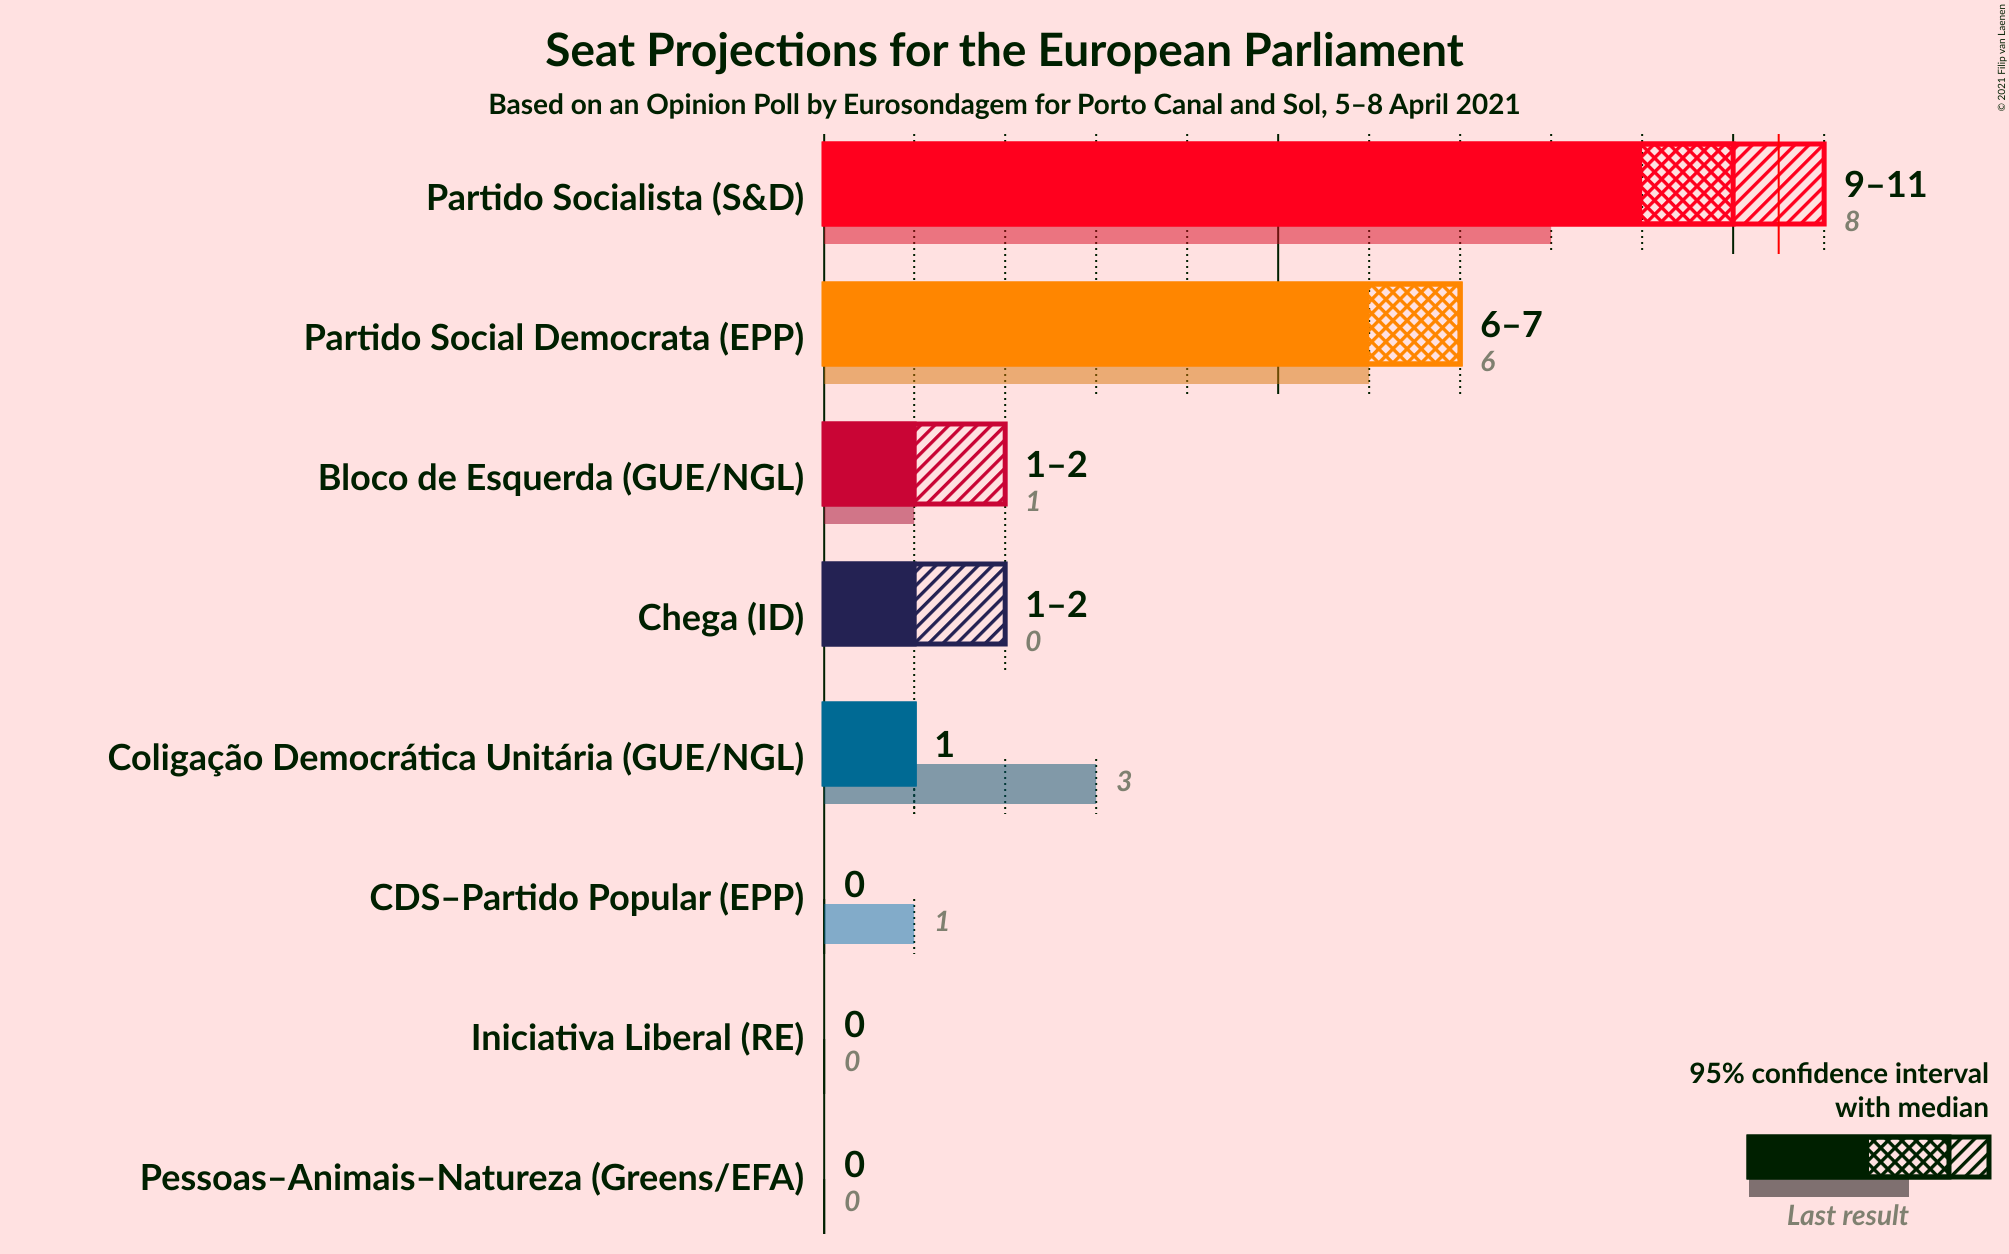 Seat Projections for the European Parliament
Based on an Opinion Poll by Eurosondagem for Porto Canal and Sol, 5–8 April 2021
© 2021 Filip van Laenen
Partido Socialista (S&D)
9–11
8
Partido Social Democrata (EPP)
6–7
6
Bloco de Esquerda (GUE/NGL)
1–2
1
Chega (ID)
1–2
0
Coligação Democrática Unitária (GUE/NGL)
1
3
CDS–Partido Popular (EPP)
0
1
Iniciativa Liberal (RE)
0
0
Pessoas–Animais–Natureza (Greens/EFA)
0
0
95% confidence interval
with median
Last result